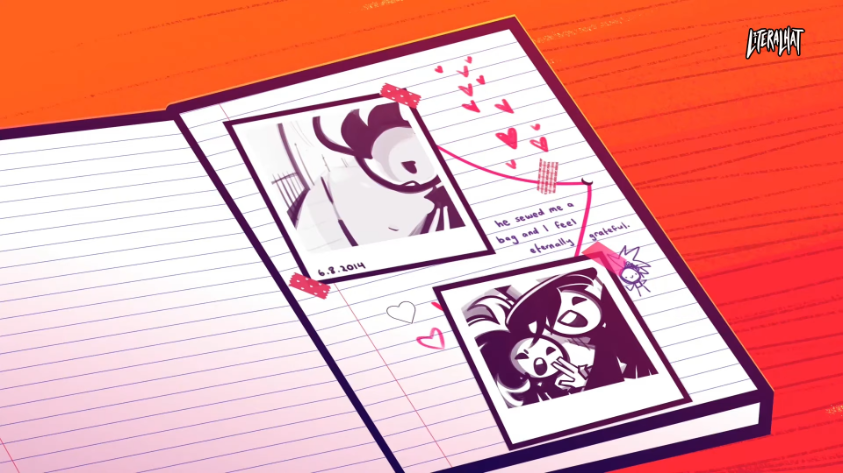 LiTERALHAT
he sewed me a
bag and I feel
eternally grateful.
6.8.2014